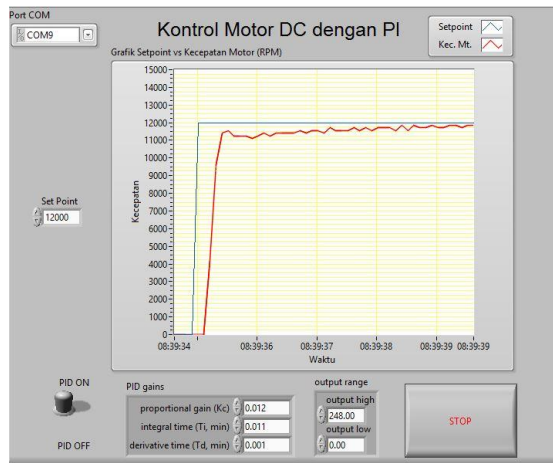 Port COM
COM9
Kontrol Motor DC dengan PI
Setpoint
Kec. Mt.
Grafik Setpoint vs Kecepatan Motor (RPM)
15000
14000
13000
12000
11000
10000
9000
8000
7000
6000
5000
4000
3000
2000
1000
0
Kecepatan
08:39:34
08:39:36
08:39:37
08:39:38
08:39:39
08:39:39
Waktu
Set Point
12000
PID ON
PID OFF
PID gains
proportional gain (Kc)
0.012
integral time (Ti, min)
0.011
derivative time (Td, min)
0.001
output range
output high
248.00
output low
0.00
STOP